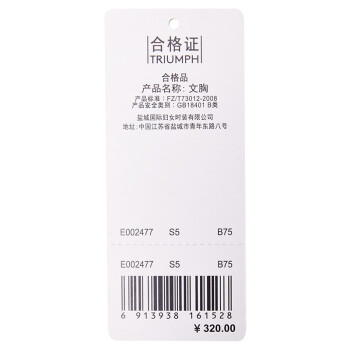 合格证
TRIUMPH
合格品
产品名称: 文胸
产品标准: FZ/T73012-2008
产品安全类别: GB18401 B类
盐城国际妇女时装有限公司
地址: 中国江苏省盐城市青年东路八号
E002477 S5 B75
E002477 S5 B75
6 913938 161528
¥ 320.00